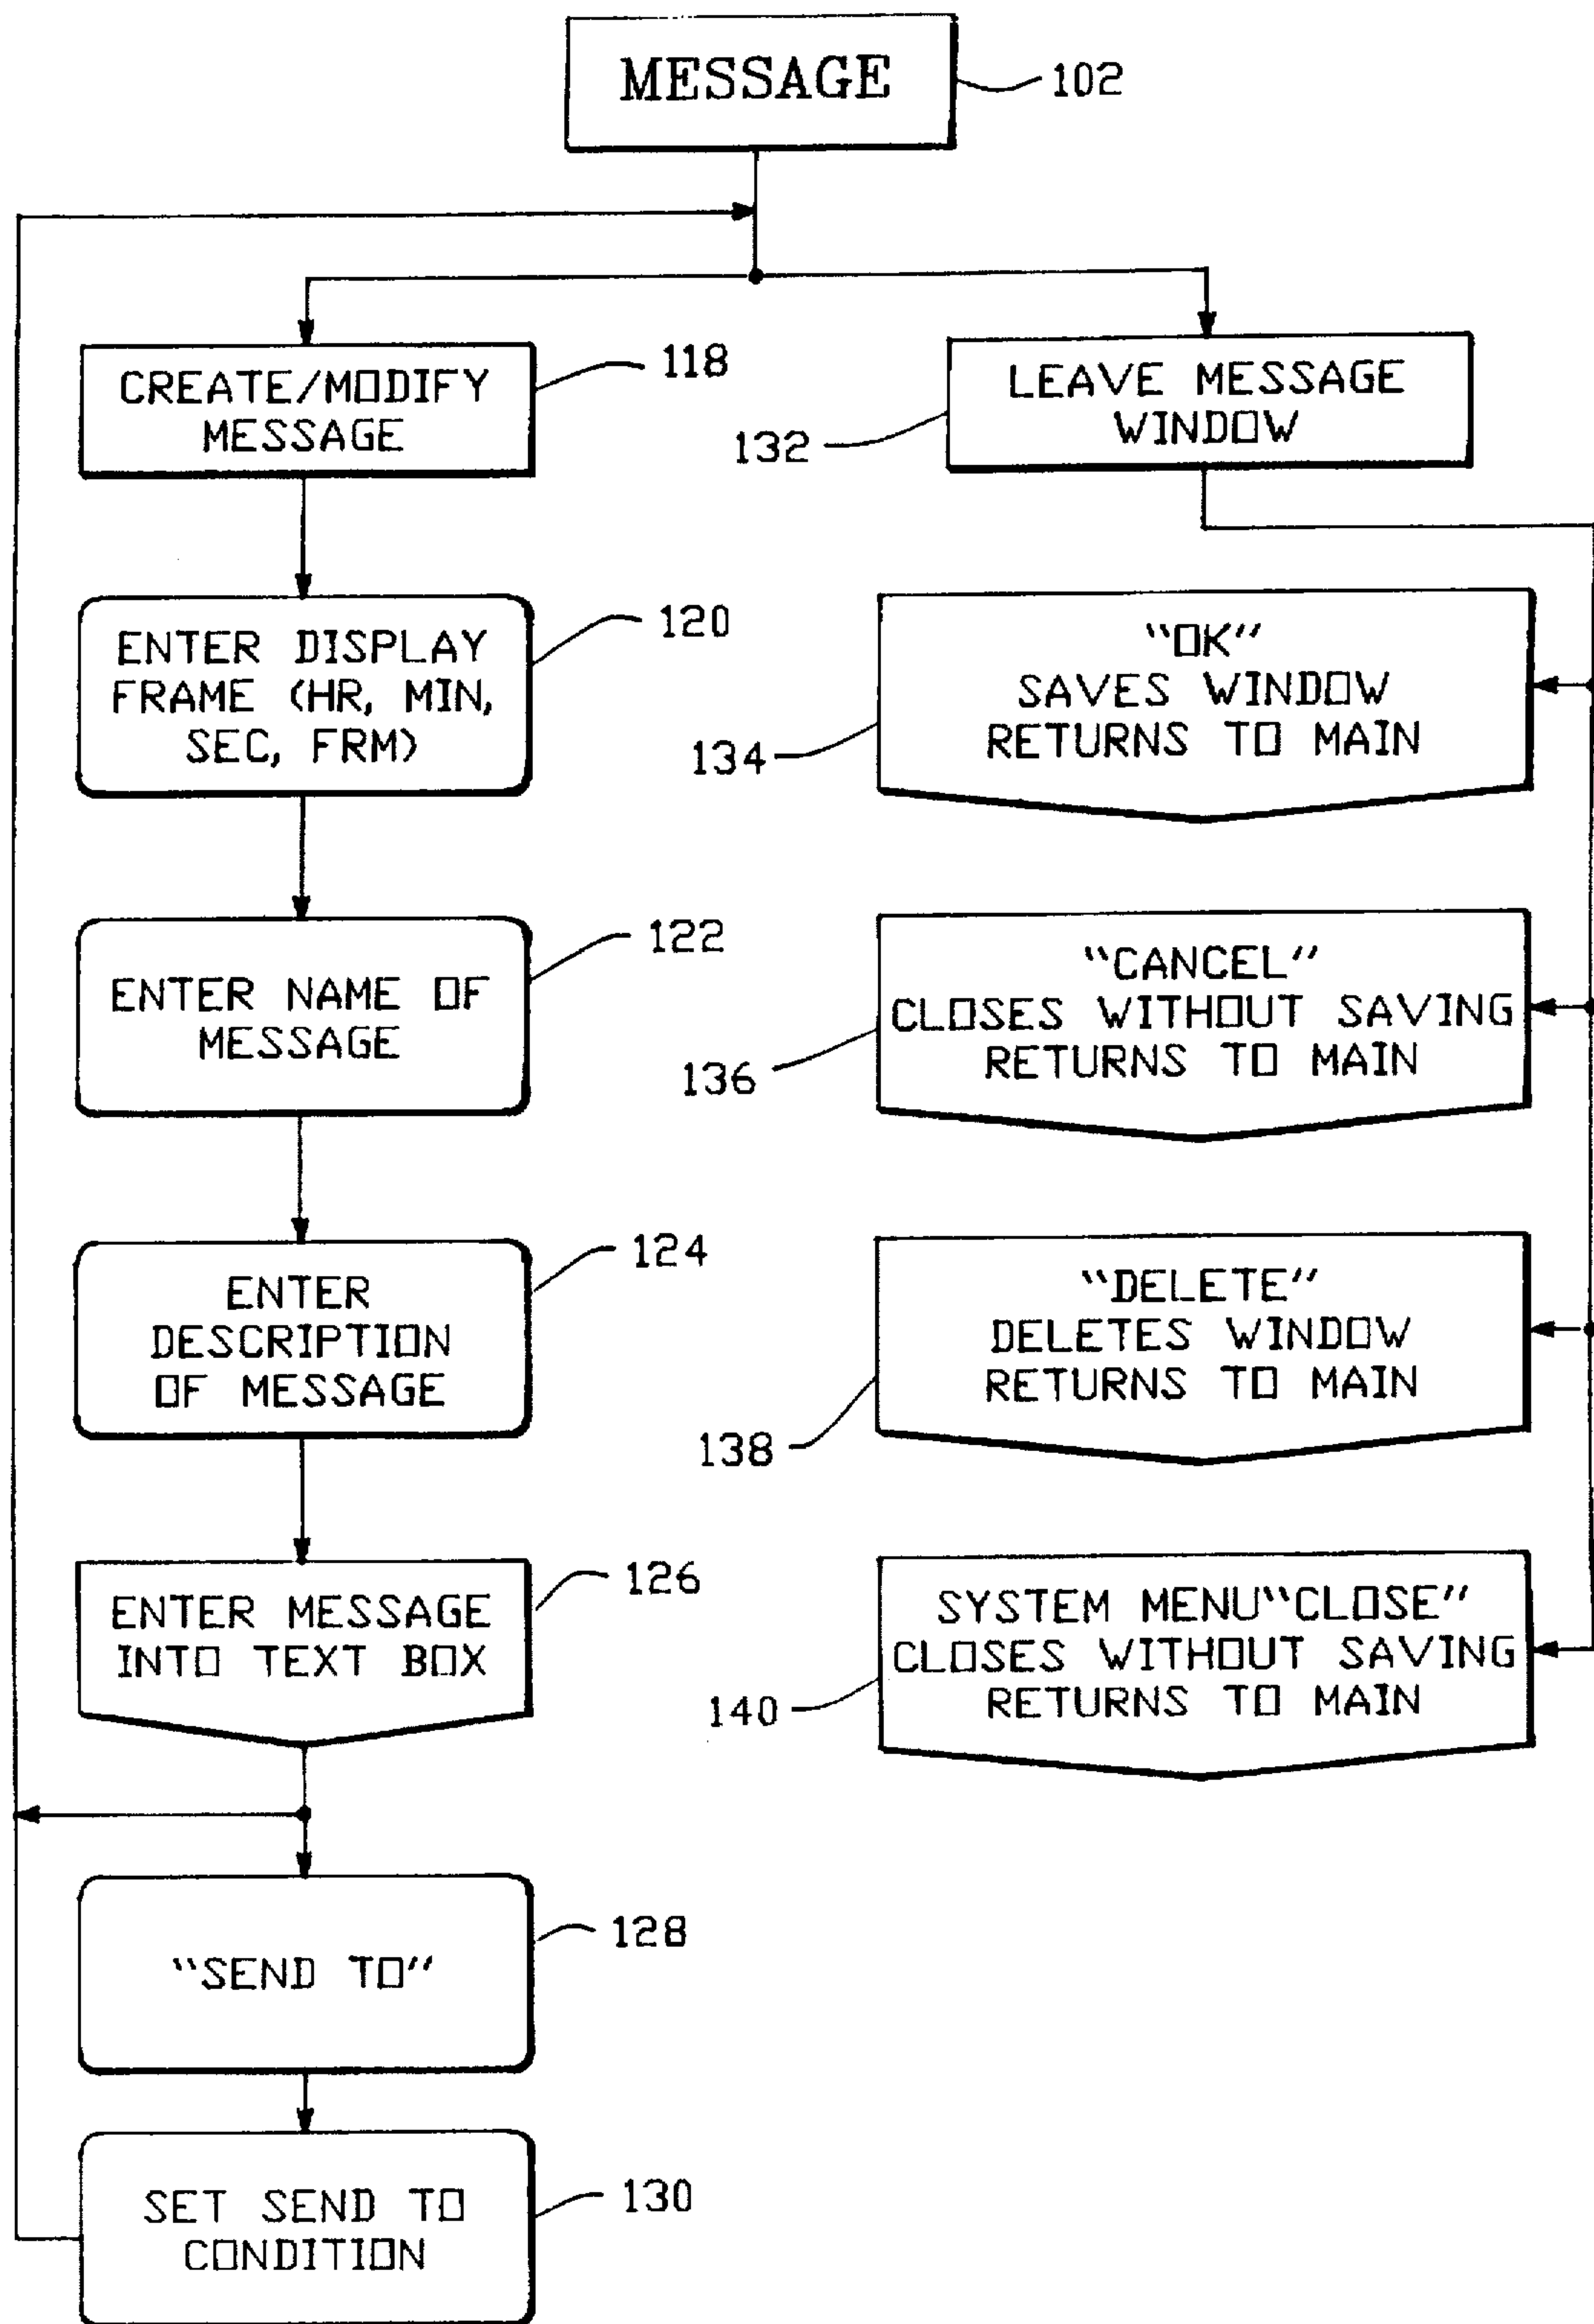 MESSAGE
102
CREATE/MODIFY
MESSAGE
118
LEAVE MESSAGE
WINDOW
132
ENTER DISPLAY
FRAME (HR, MIN,
SEC, FRM)
120
"OK"
SAVES WINDOW
RETURNS TO MAIN
134
ENTER NAME OF
MESSAGE
122
"CANCEL"
CLOSES WITHOUT SAVING
RETURNS TO MAIN
136
ENTER
DESCRIPTION
OF MESSAGE
124
"DELETE"
DELETES WINDOW
RETURNS TO MAIN
138
ENTER MESSAGE
INTO TEXT BOX
126
SYSTEM MENU"CLOSE"
CLOSES WITHOUT SAVING
RETURNS TO MAIN
140
"SEND TO"
128
SET SEND TO
CONDITION
130